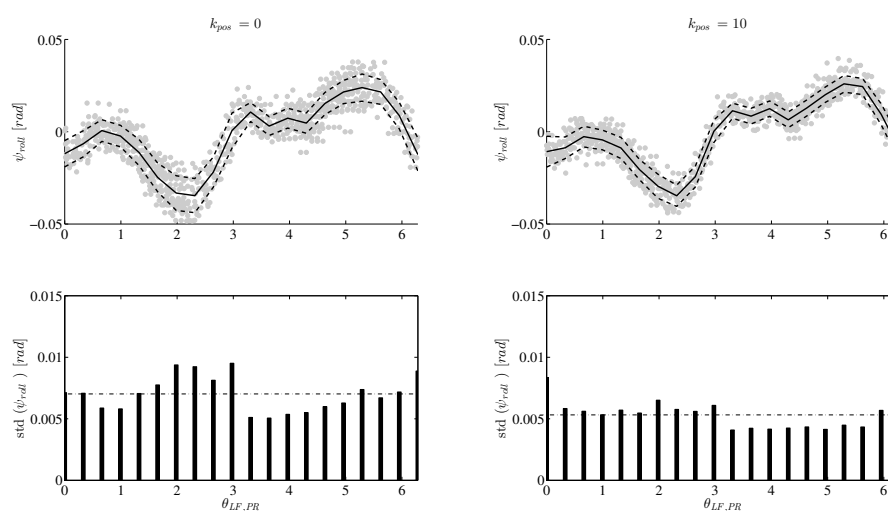 k_pos = 0
k_pos = 10
0.05
0
−0.05
ψ_roll [rad]
0 1 2 3 4 5 6
0.05
0
−0.05
ψ_roll [rad]
0 1 2 3 4 5 6
0.015
0.01
0.005
0
std (ψ_roll ) [rad]
0 1 2 3 4 5 6
θ_LF,PR
0.015
0.01
0.005
0
std (ψ_roll ) [rad]
0 1 2 3 4 5 6
θ_LF,PR